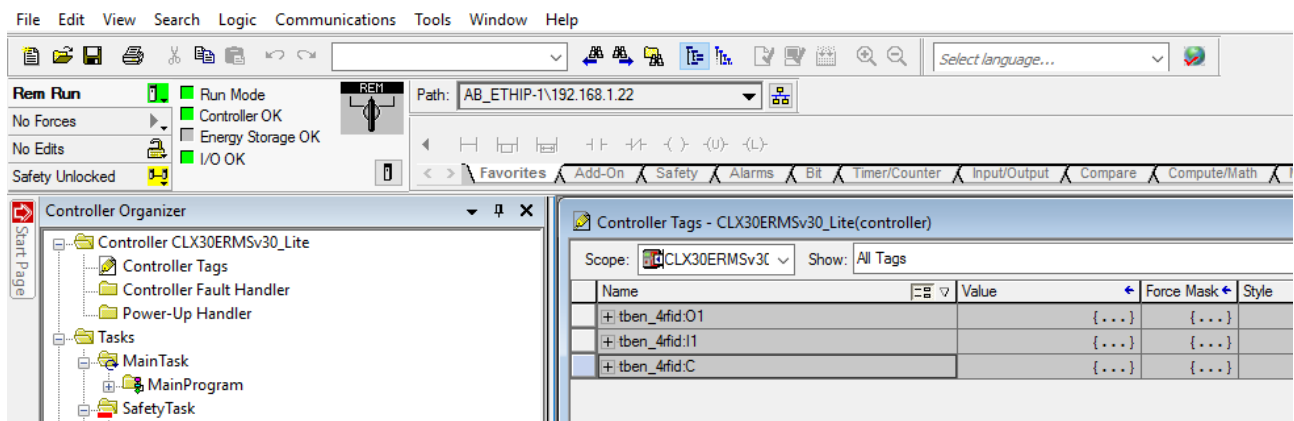 File Edit View Search Logic Communications Tools Window Help
Select language...
Rem Run Run Mode REM Path: AB_ETHIP-1\192.168.1.22
No Forces Controller OK
Energy Storage OK
No Edits I/O OK
Safety Unlocked
Favorites Add-On Safety Alarms Bit Timer/Counter Input/Output Compare Compute/Math
Start Page
Controller Organizer
Controller CLX30ERMSv30_Lite
Controller Tags
Controller Fault Handler
Power-Up Handler
Tasks
MainTask
MainProgram
SafetyTask
Controller Tags - CLX30ERMSv30_Lite(controller)
Scope: CLX30ERMSv30 Show: All Tags
Name Value Force Mask Style
tben_4rfid:O1 {...} {...}
tben_4rfid:I1 {...} {...}
tben_4rfid:C {...} {...}